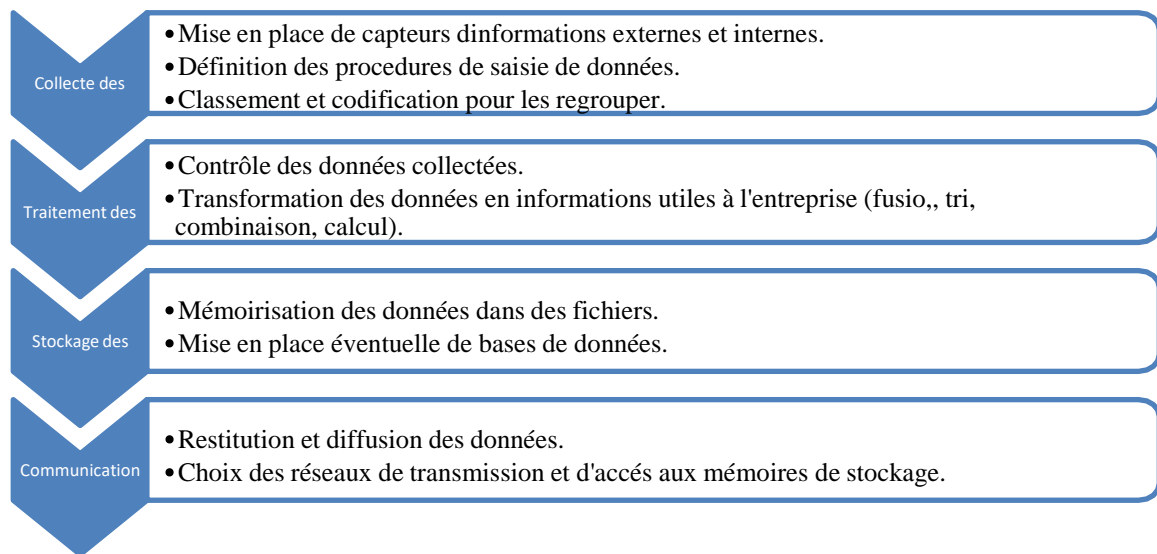 Collecte des
•Mise en place de capteurs dinformations externes et internes.
•Définition des procedures de saisie de données.
•Classement et codification pour les regrouper.
Traitement des
•Contrôle des données collectées.
•Transformation des données en informations utiles à l'entreprise (fusio,, tri,
combinaison, calcul).
Stockage des
•Mémoirisation des données dans des fichiers.
•Mise en place éventuelle de bases de données.
Communication
•Restitution et diffusion des données.
•Choix des réseaux de transmission et d'accés aux mémoires de stockage.